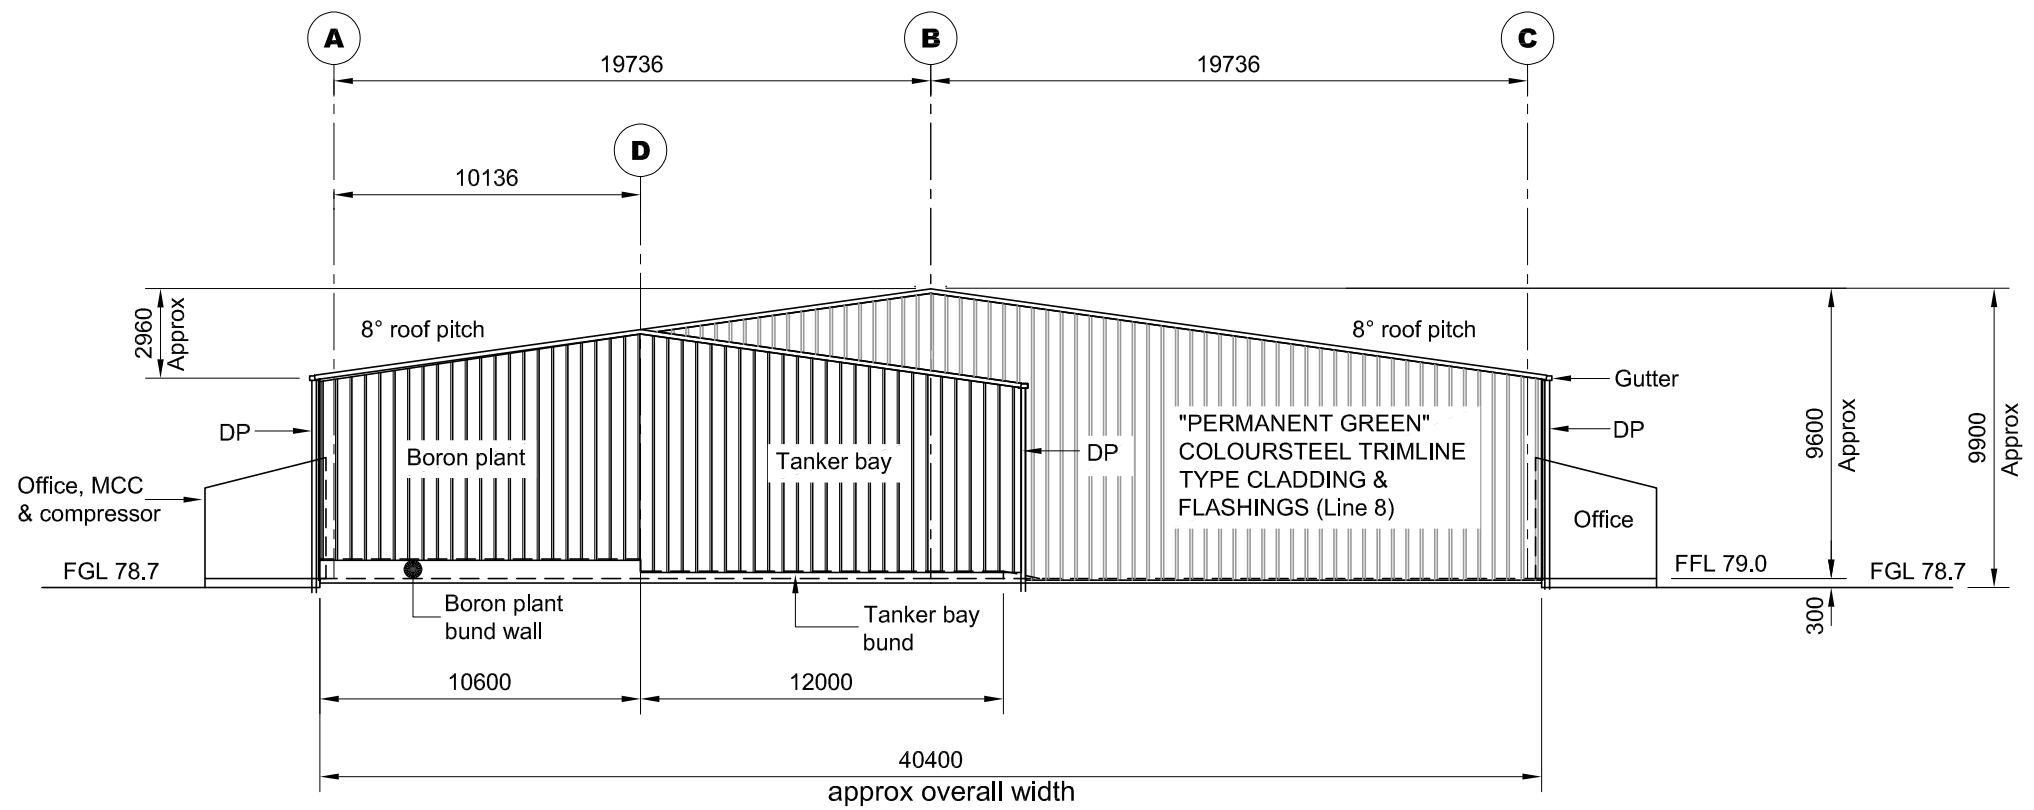 A
B
C
19736
19736
D
10136
2960
Approx
8° roof pitch
8° roof pitch
Gutter
DP
DP
DP
Boron plant
Tanker bay
"PERMANENT GREEN"
COLOURSTEEL TRIMLINE
TYPE CLADDING &
FLASHINGS (Line 8)
9600
Approx
9900
Approx
Office, MCC
& compressor
Office
FGL 78.7
FFL 79.0
FGL 78.7
300
Boron plant
bund wall
Tanker bay
bund
10600
12000
40400
approx overall width